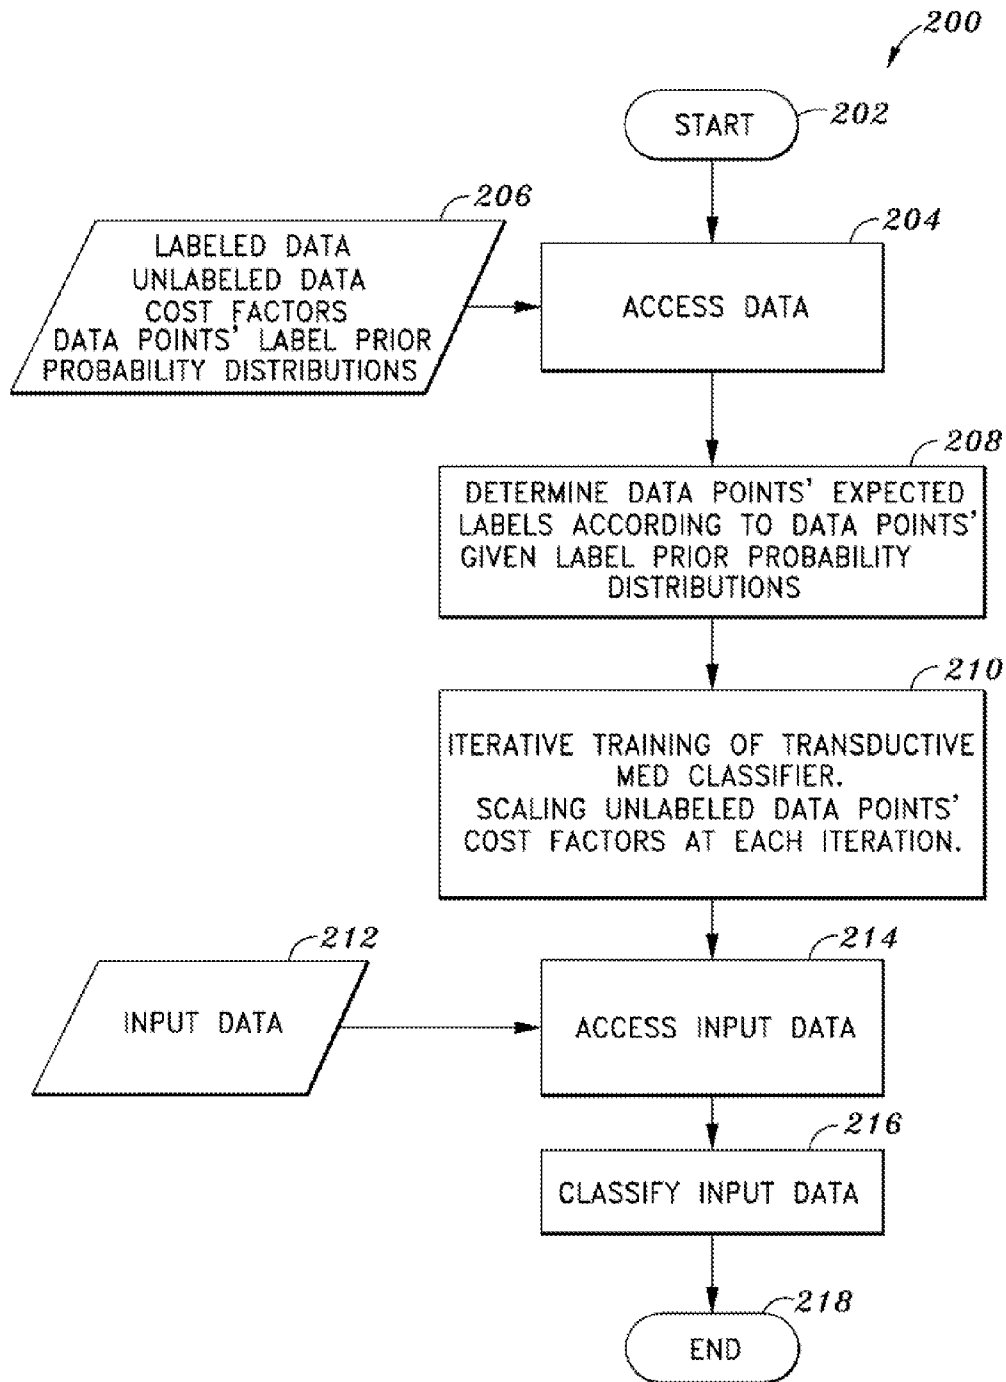 200
START
202
206
LABELED DATA
UNLABELED DATA
COST FACTORS
DATA POINTS' LABEL PRIOR
PROBABILITY DISTRIBUTIONS
204
ACCESS DATA
208
DETERMINE DATA POINTS' EXPECTED
LABELS ACCORDING TO DATA POINTS'
GIVEN LABEL PRIOR PROBABILITY
DISTRIBUTIONS
210
ITERATIVE TRAINING OF TRANSDUCTIVE
MED CLASSIFIER.
SCALING UNLABELED DATA POINTS'
COST FACTORS AT EACH ITERATION.
212
INPUT DATA
214
ACCESS INPUT DATA
216
CLASSIFY INPUT DATA
218
END